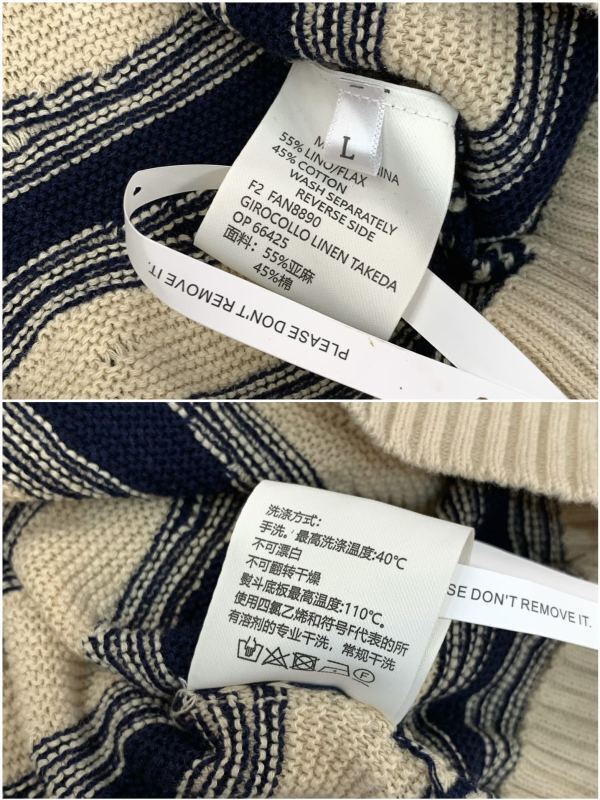 L
55% LINO/FLAX
45% COTTON
WASH SEPARATELY
REVERSE SIDE
F2 FAN8890
GIROCOLLO LINEN TAKEDA
OP 66425
面料：55%亚麻
45%棉
PLEASE DON'T REMOVE IT.
洗涤方式：
手洗。最高洗涤温度:40℃
不可漂白
不可翻转干燥
熨斗底板最高温度:110℃。
使用四氯乙烯和符号F代表的所
有溶剂的专业干洗，常规干洗
F
SE DON'T REMOVE IT.